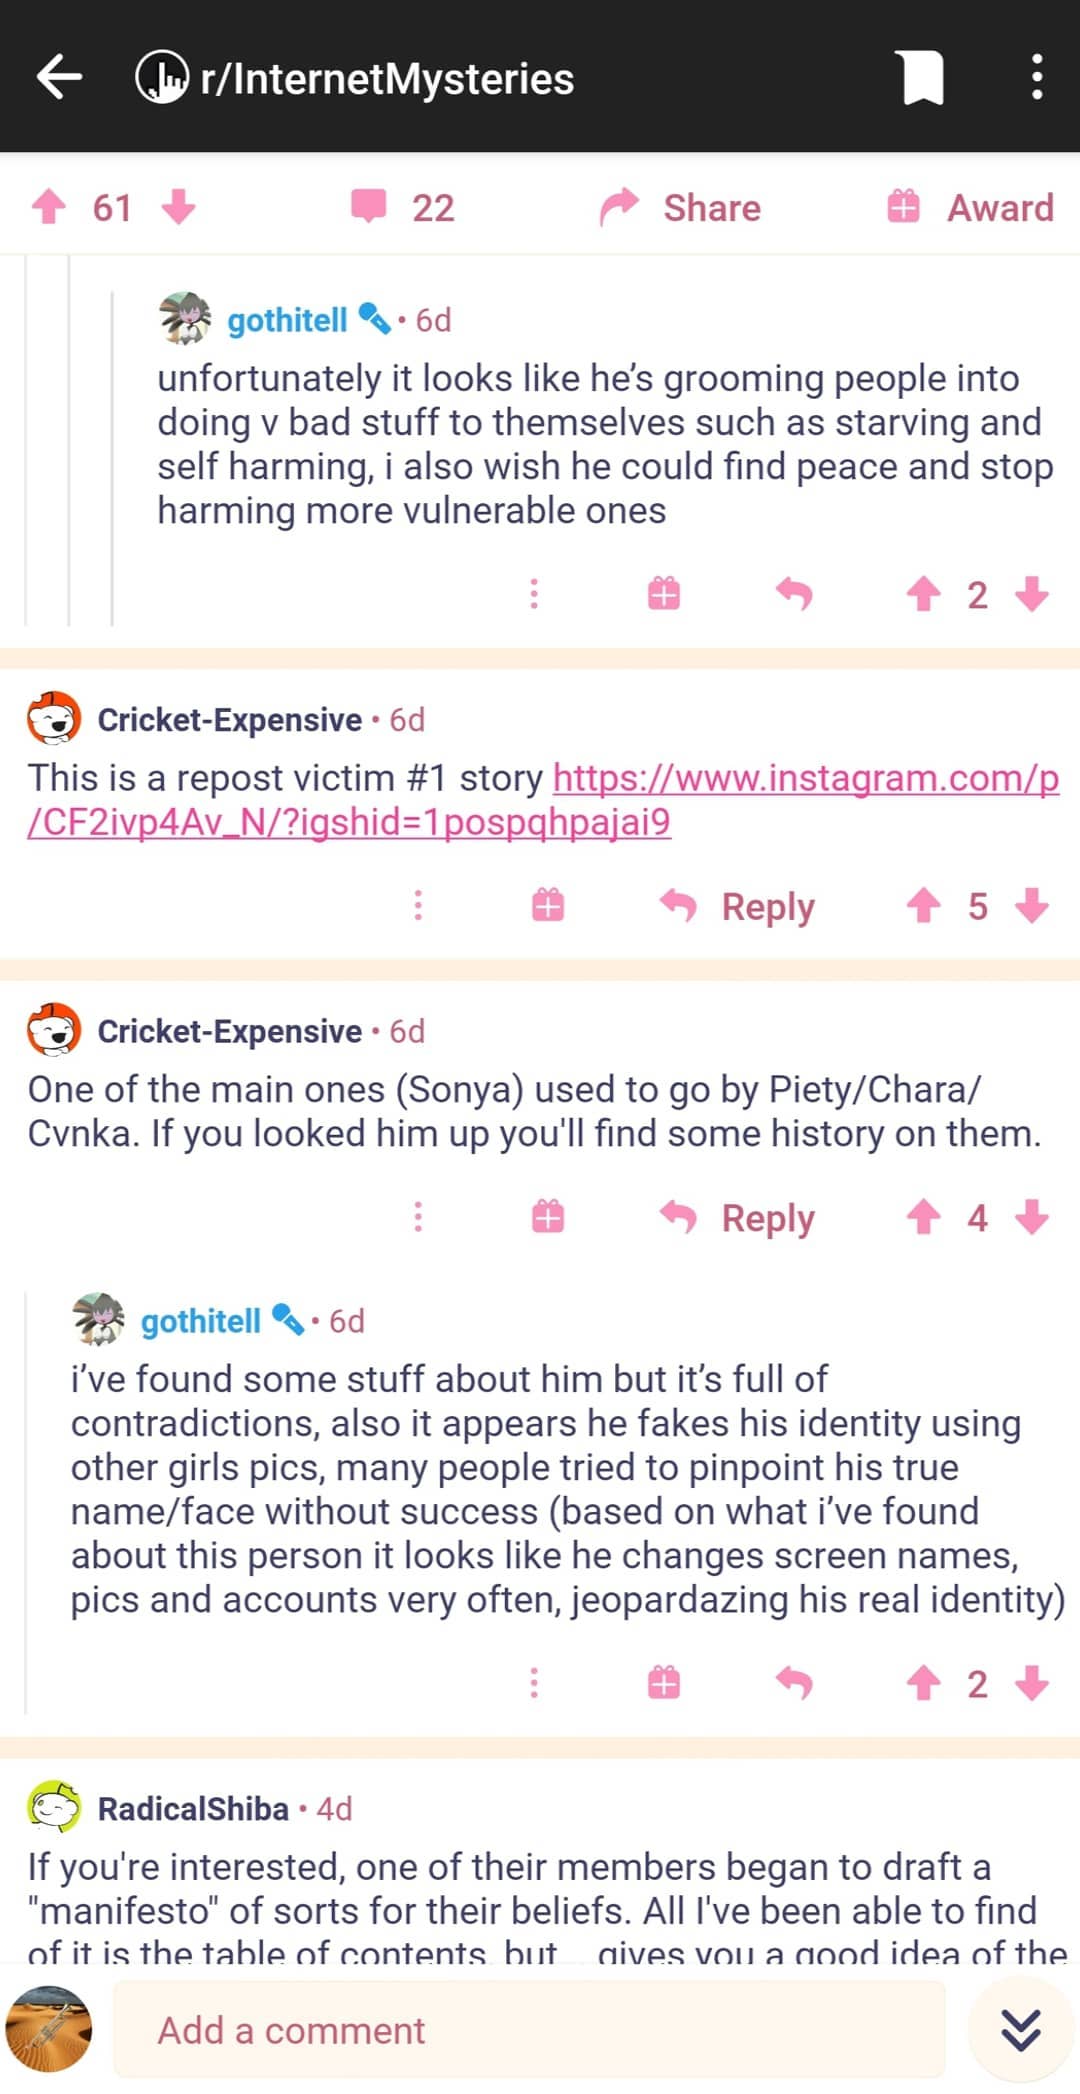 r/InternetMysteries
61
22
Share
Award
gothitell • 6d
unfortunately it looks like he’s grooming people into
doing v bad stuff to themselves such as starving and
self harming, i also wish he could find peace and stop
harming more vulnerable ones
2
Cricket-Expensive • 6d
This is a repost victim #1 story https://www.instagram.com/p
/CF2ivp4Av_N/?igshid=1pospqhpajai9
Reply
5
Cricket-Expensive • 6d
One of the main ones (Sonya) used to go by Piety/Chara/
Cvnka. If you looked him up you'll find some history on them.
Reply
4
gothitell • 6d
i’ve found some stuff about him but it’s full of
contradictions, also it appears he fakes his identity using
other girls pics, many people tried to pinpoint his true
name/face without success (based on what i’ve found
about this person it looks like he changes screen names,
pics and accounts very often, jeopardazing his real identity)
2
RadicalShiba • 4d
If you're interested, one of their members began to draft a
"manifesto" of sorts for their beliefs. All I've been able to find
of it is the table of contents, but gives you a good idea of the
Add a comment